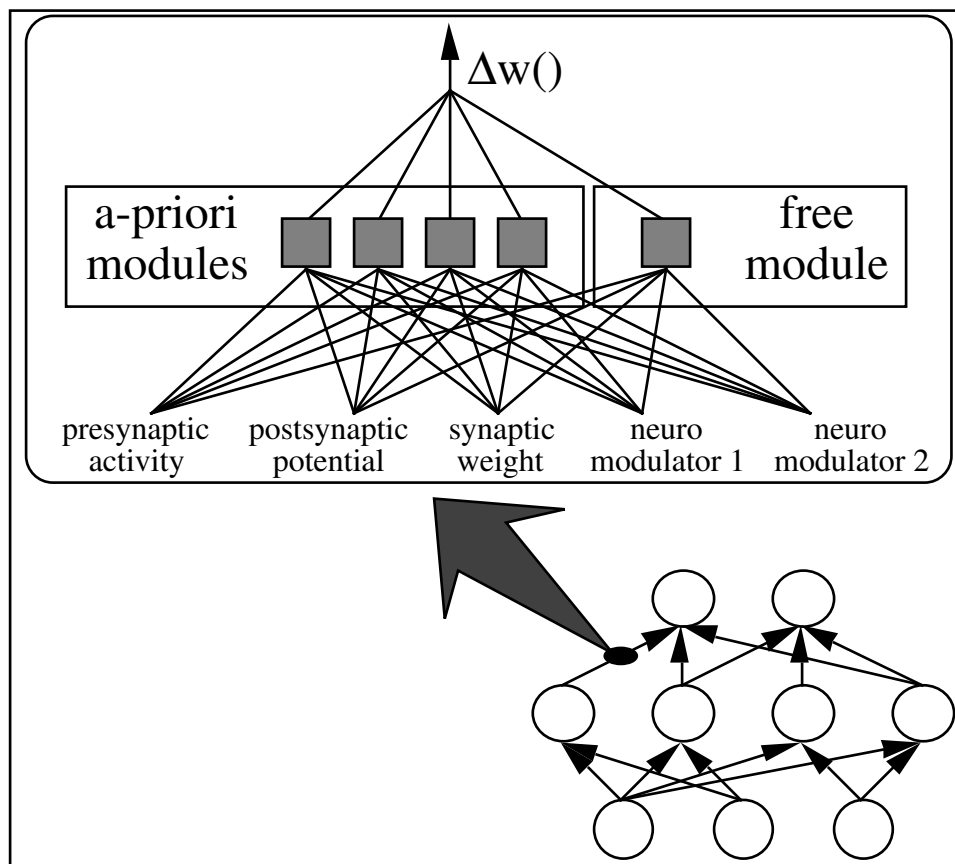 Δw()
a-priori
modules
free
module
presynaptic
activity
postsynaptic
potential
synaptic
weight
neuro
modulator 1
neuro
modulator 2